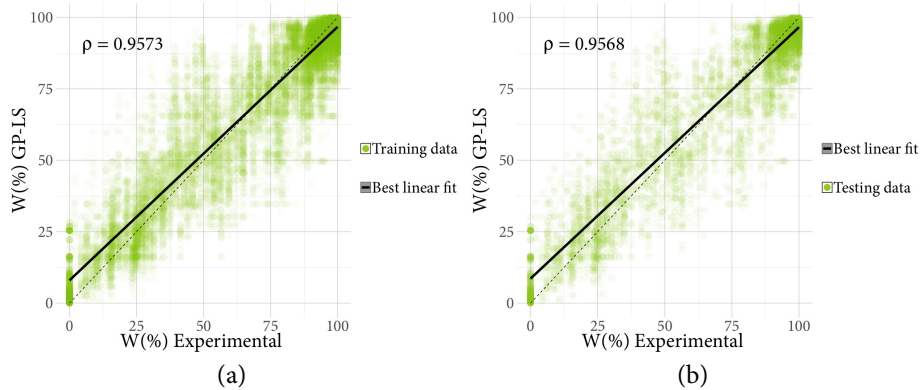 100
75
50
25
0
W(%) GP-LS
ρ = 0.9573
0
25
50
75
100
W(%) Experimental
Training data
Best linear fit
(a)
100
75
50
25
0
W(%) GP-LS
ρ = 0.9568
0
25
50
75
100
W(%) Experimental
Best linear fit
Testing data
(b)